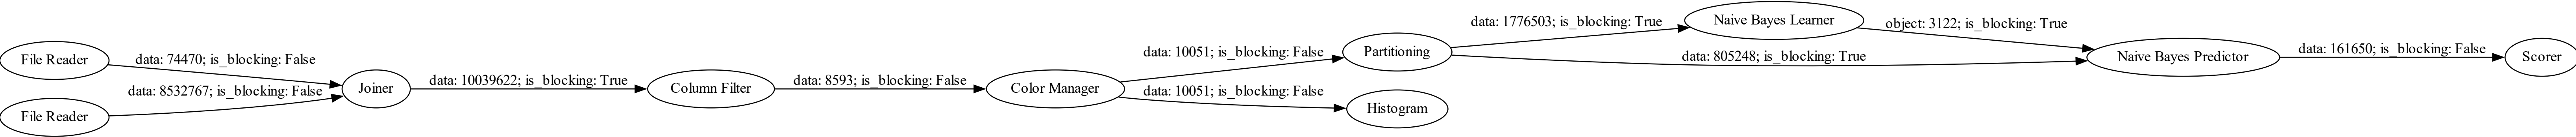 File Reader
data: 74470; is_blocking: False
File Reader
data: 8532767; is_blocking: False
Joiner
data: 10039622; is_blocking: True
Column Filter
data: 8593; is_blocking: False
Color Manager
data: 10051; is_blocking: False
data: 10051; is_blocking: False
Partitioning
Histogram
data: 1776503; is_blocking: True
Naive Bayes Learner
object: 3122; is_blocking: True
data: 805248; is_blocking: True
Naive Bayes Predictor
data: 161650; is_blocking: False
Scorer